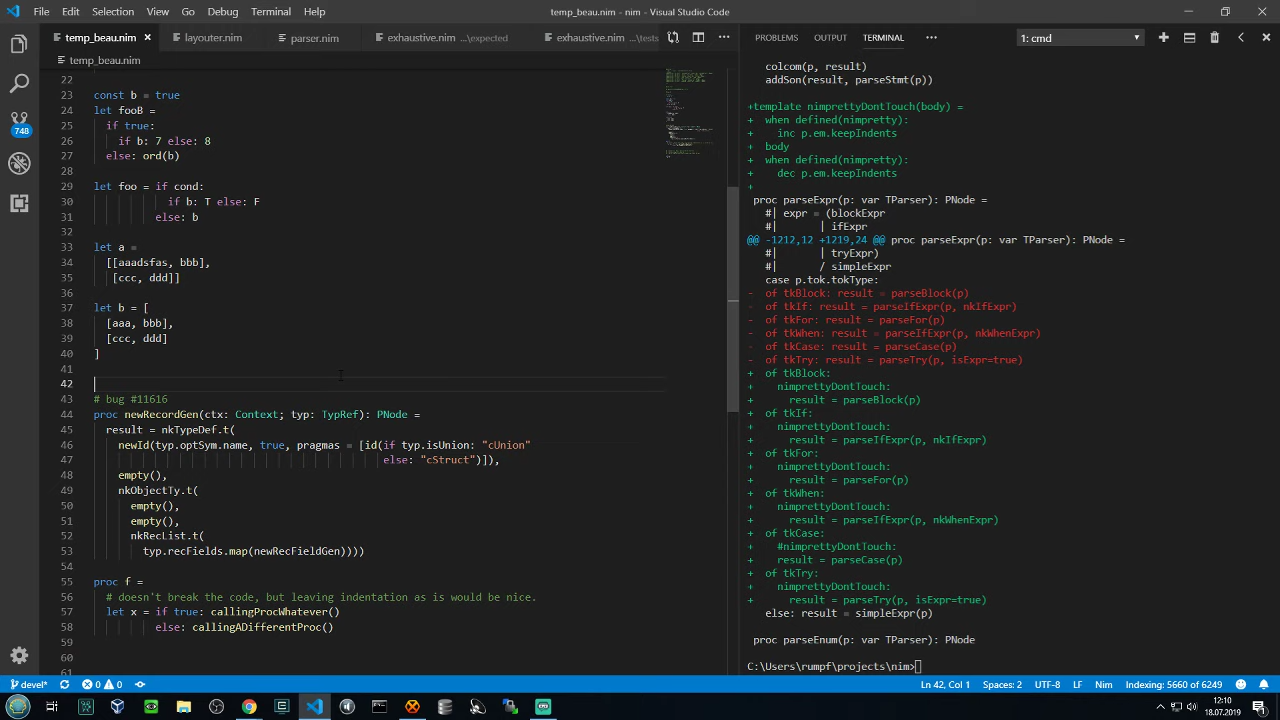 File Edit Selection View Go Debug Terminal Help
temp_beau.nim - nim - Visual Studio Code
temp_beau.nim × layouter.nim parser.nim exhaustive.nim ...\expected exhaustive.nim ...\tests
temp_beau.nim
22
23 const b = true
24 let fooB =
25 if true:
26 if b: 7 else: 8
27 else: ord(b)
28
29 let foo = if cond:
30 if b: T else: F
31 else: b
32
33 let a =
34 [[aaadsfas, bbb],
35 [ccc, ddd]]
36
37 let b = [
38 [aaa, bbb],
39 [ccc, ddd]
40 ]
41
42
43 # bug #11616
44 proc newRecordGen(ctx: Context; typ: TypRef): PNode =
45 result = nkTypeDef.t(
46 newId(typ.optSym.name, true, pragmas = [id(if typ.isUnion: "cUnion"
47 else: "cStruct")]),
48 empty(),
49 nkObjectTy.t(
50 empty(),
51 empty(),
52 nkRecList.t(
53 typ.recFields.map(newRecFieldGen))))
54
55 proc f =
56 # doesn't break the code, but leaving indentation as is would be nice.
57 let x = if true: callingProcWhatever()
58 else: callingADifferentProc()
59
60
61
748
PROBLEMS OUTPUT TERMINAL ... 1: cmd
colcom(p, result)
addSon(result, parseStmt(p))
+template nimprettyDontTouch(body) =
+ when defined(nimpretty):
+ inc p.em.keepIndents
+ body
+ when defined(nimpretty):
+ dec p.em.keepIndents
+
proc parseExpr(p: var TParser): PNode =
#| expr = (blockExpr
#| | ifExpr
@@ -1212,12 +1219,24 @@ proc parseExpr(p: var TParser): PNode =
#| | tryExpr)
#| / simpleExpr
case p.tok.tokType:
- of tkBlock: result = parseBlock(p)
- of tkIf: result = parseIfExpr(p, nkIfExpr)
- of tkFor: result = parseFor(p)
- of tkWhen: result = parseIfExpr(p, nkWhenExpr)
- of tkCase: result = parseCase(p)
- of tkTry: result = parseTry(p, isExpr=true)
+ of tkBlock:
+ nimprettyDontTouch:
+ result = parseBlock(p)
+ of tkIf:
+ nimprettyDontTouch:
+ result = parseIfExpr(p, nkIfExpr)
+ of tkFor:
+ nimprettyDontTouch:
+ result = parseFor(p)
+ of tkWhen:
+ nimprettyDontTouch:
+ result = parseIfExpr(p, nkWhenExpr)
+ of tkCase:
+ #nimprettyDontTouch:
+ result = parseCase(p)
+ of tkTry:
+ nimprettyDontTouch:
+ result = parseTry(p, isExpr=true)
else: result = simpleExpr(p)
proc parseEnum(p: var TParser): PNode
C:\Users\rumpf\projects\nim>
devel* 0 0 Ln 42, Col 1 Spaces: 2 UTF-8 LF Nim Indexing: 5660 of 6249
12:10
18.07.2019